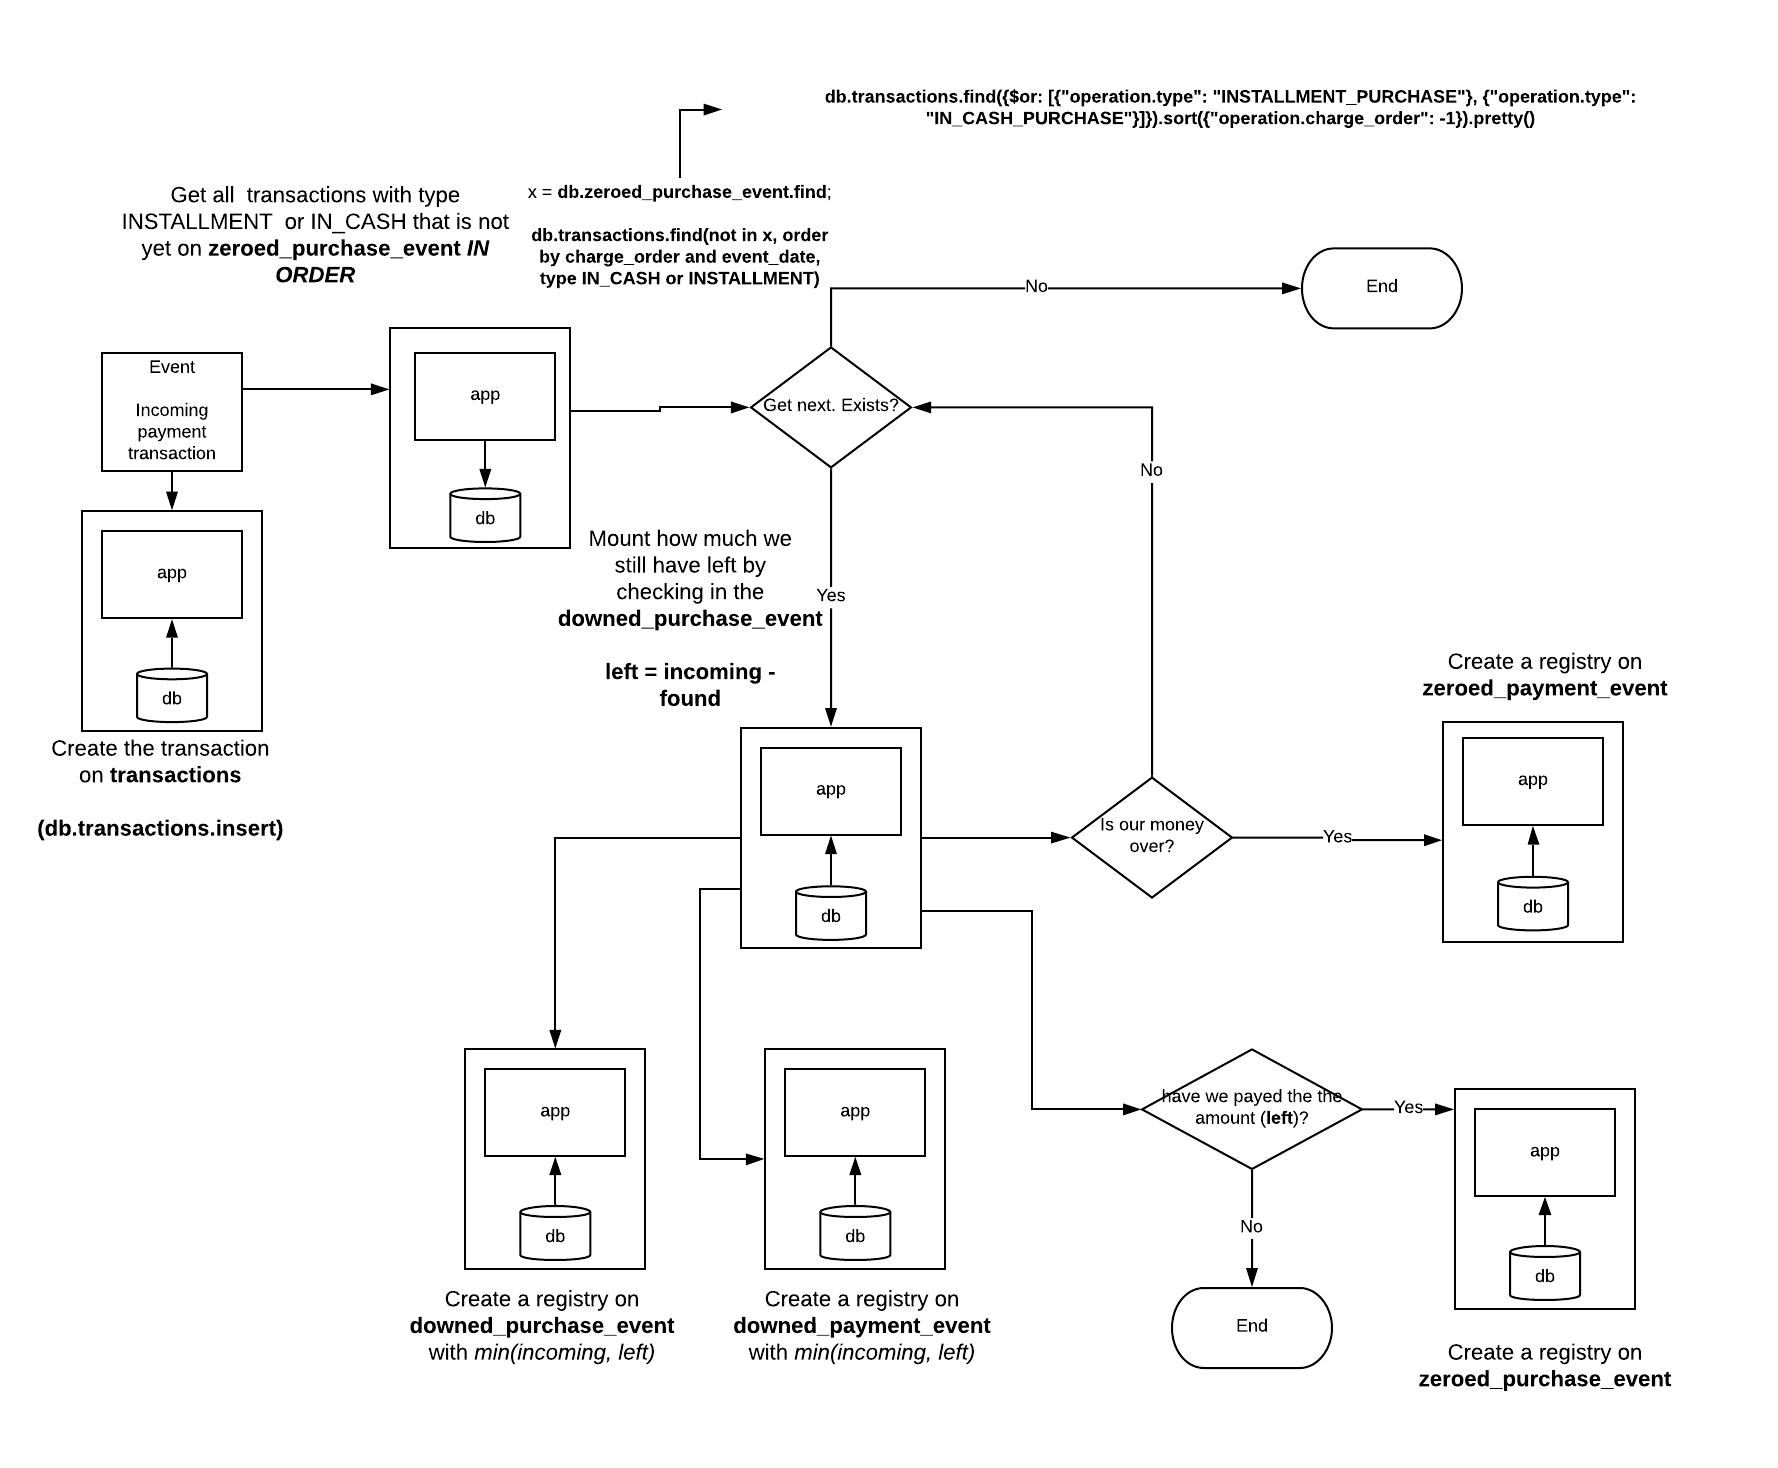 db.transactions.find({$or: [{"operation.type": "INSTALLMENT_PURCHASE"}, {"operation.type":
"IN_CASH_PURCHASE"}]}).sort({"operation.charge_order": -1}).pretty()
Get all  transactions with type
INSTALLMENT  or IN_CASH that is not
yet on zeroed_purchase_event IN
ORDER
x = db.zeroed_purchase_event.find;
db.transactions.find(not in x, order
by charge_order and event_date,
type IN_CASH or INSTALLMENT)
No
End
Event
Incoming
payment
transaction
app
db
Get next. Exists?
No
app
db
Create the transaction
on transactions
(db.transactions.insert)
Mount how much we
still have left by
checking in the
downed_purchase_event
left = incoming -
found
Yes
app
db
Is our money
over?
Yes
Create a registry on
zeroed_payment_event
app
db
app
db
Create a registry on
downed_purchase_event
with min(incoming, left)
app
db
Create a registry on
downed_payment_event
with min(incoming, left)
have we payed the the
amount (left)?
Yes
No
End
app
db
Create a registry on
zeroed_purchase_event